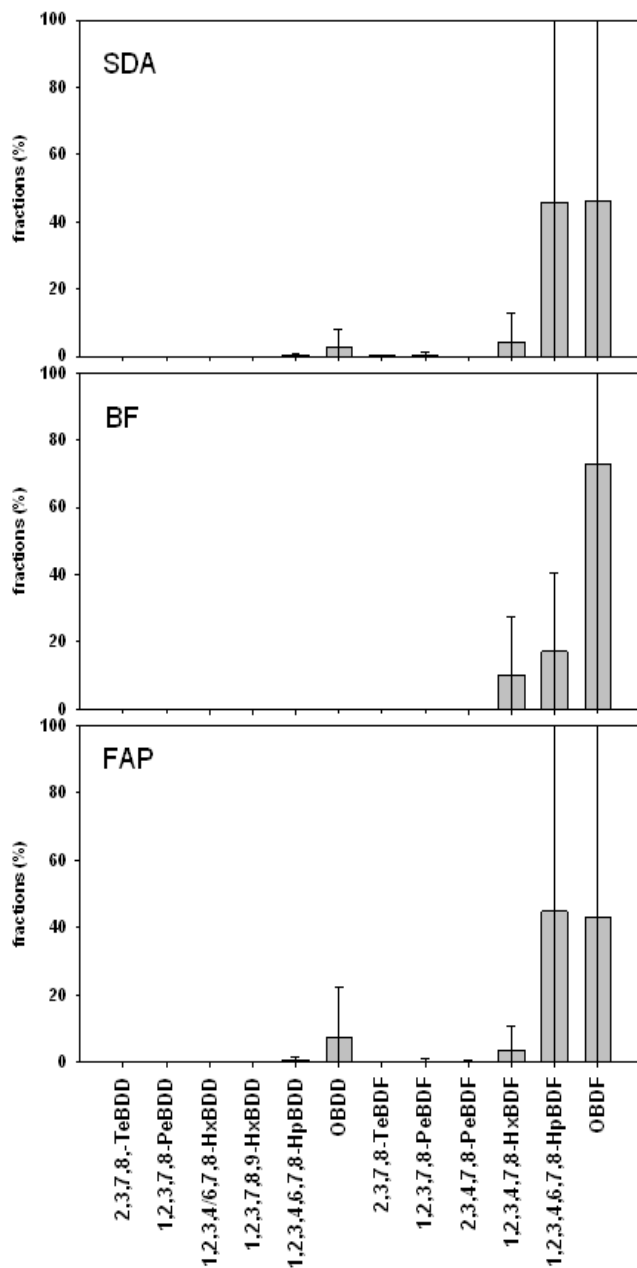 100
80
60
40
20
0
fractions (%)
SDA
100
80
60
40
20
0
fractions (%)
BF
100
80
60
40
20
0
fractions (%)
FAP
2,3,7,8,-TeBDD
1,2,3,7,8-PeBDD
1,2,3,4/6,7,8-HxBDD
1,2,3,7,8,9-HxBDD
1,2,3,4,6,7,8-HpBDD
OBDD
2,3,7,8-TeBDF
1,2,3,7,8-PeBDF
2,3,4,7,8-PeBDF
1,2,3,4,7,8-HxBDF
1,2,3,4,6,7,8-HpBDF
OBDF